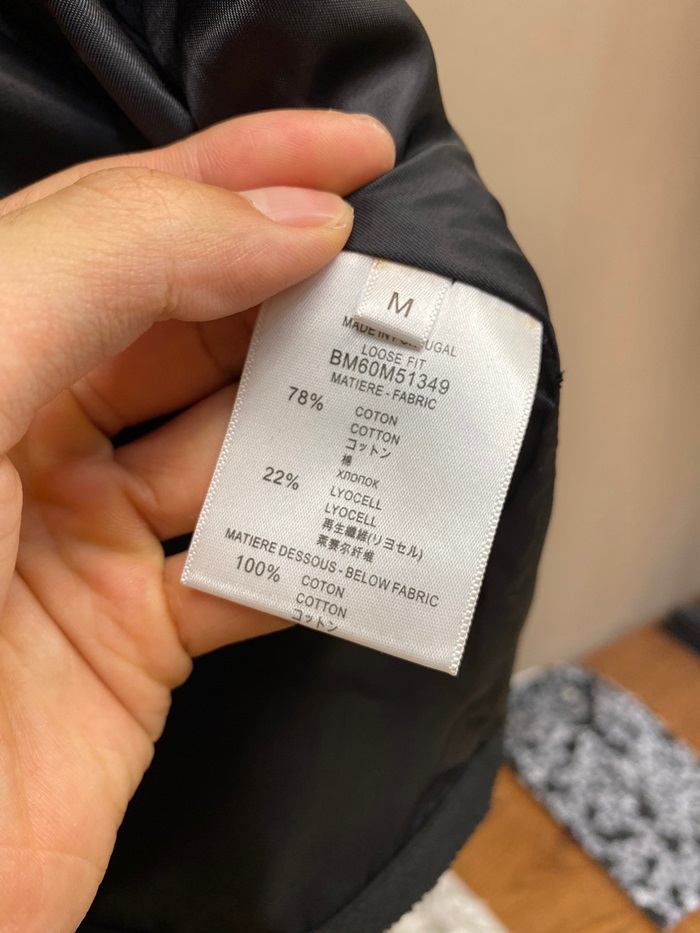 M
MADE IN PORTUGAL
LOOSE FIT
BM60M51349
MATIERE - FABRIC
78% COTON
COTTON
コットン
棉
ХЛОПОК
22% LYOCELL
LYOCELL
再生繊維(リヨセル)
莱赛尔纤维
MATIERE DESSOUS - BELOW FABRIC
100% COTON
COTTON
コットン